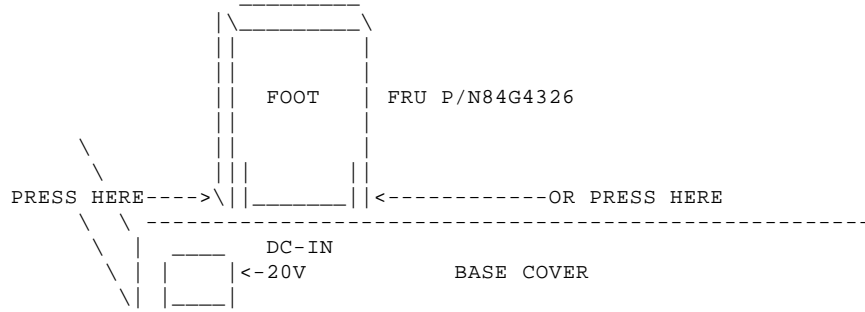 FOOT FRU P/N84G4326
PRESS HERE---->\ <------------OR PRESS HERE
DC-IN
<-20V BASE COVER